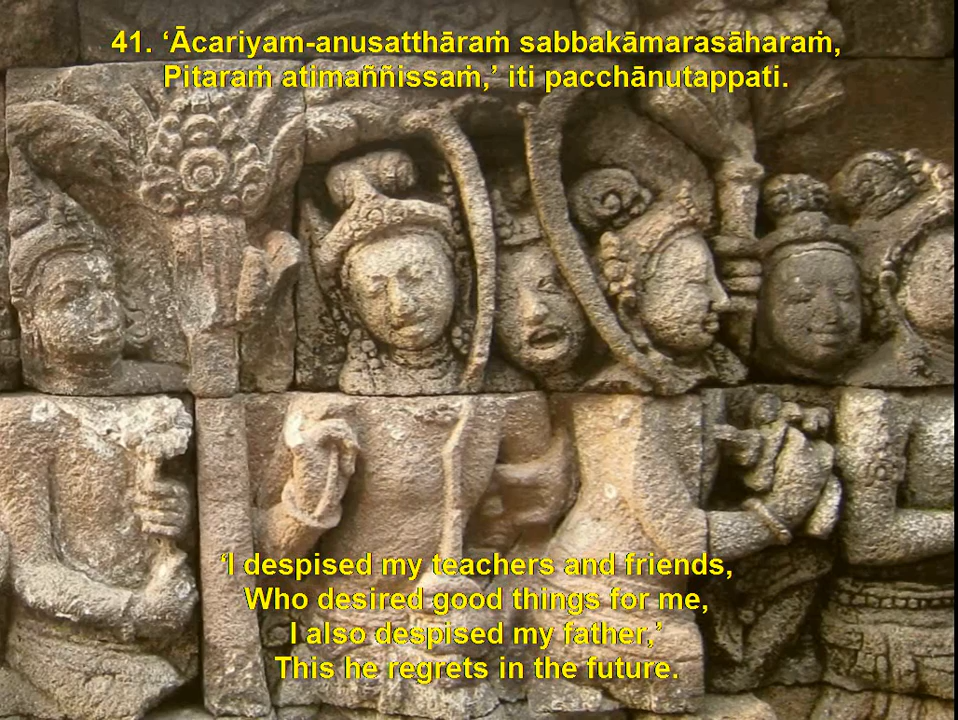 41. ‘Ācariyam-anusatthāraṁ sabbakāmarasāharaṁ,
Pitaraṁ atimaññissaṁ,’ iti pacchānutappati.
‘I despised my teachers and friends,
Who desired good things for me,
I also despised my father,’
This he regrets in the future.